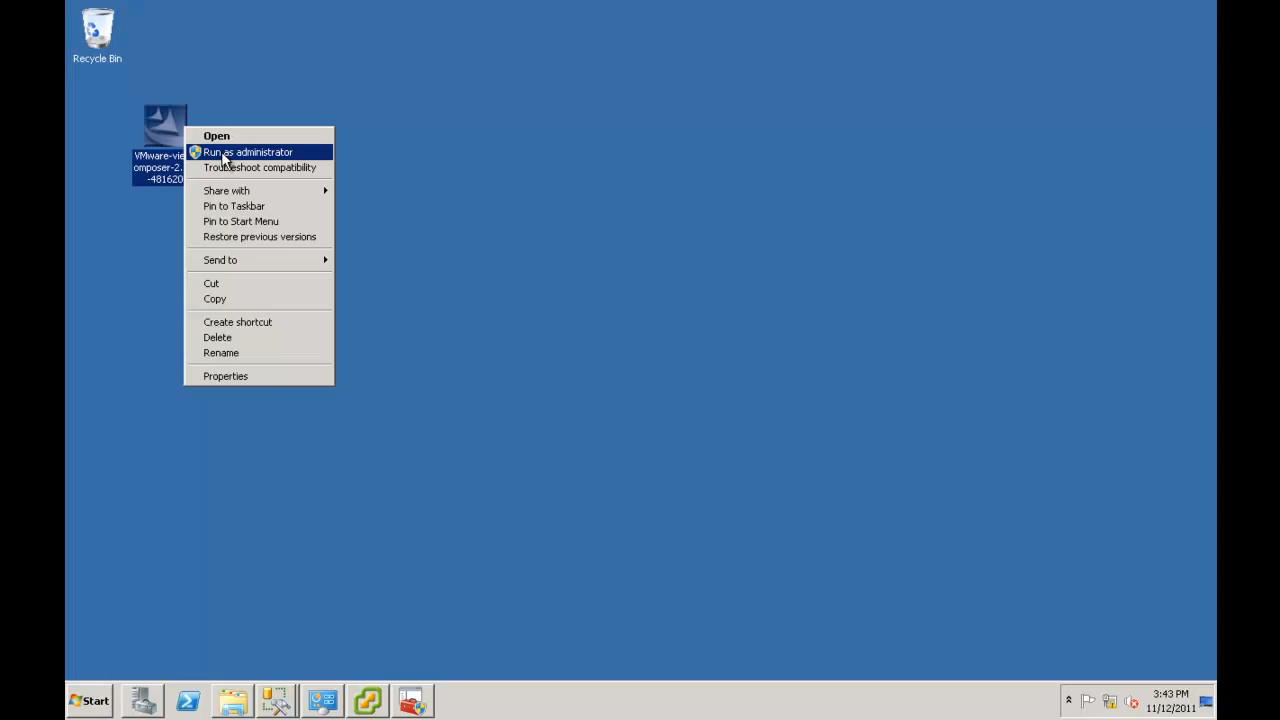 Recycle Bin
VMware-vie
omposer-2.
-481620
Open
Run as administrator
Troubleshoot compatibility
Share with
Pin to Taskbar
Pin to Start Menu
Restore previous versions
Send to
Cut
Copy
Create shortcut
Delete
Rename
Properties
Start
3:43 PM
11/12/2011